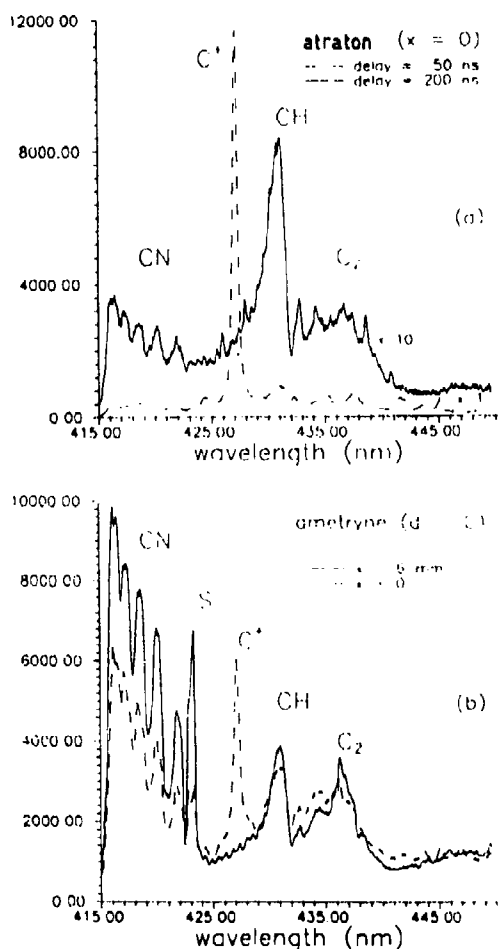 12000.00
atraton (x = 0)
delay = 50 ns
delay = 200 ns
C⁺
CH
8000.00
(a)
CN
C₂
4000.00
x 10
0.00
415.00 425.00 435.00 445.00
wavelength (nm)
10000.00
CN
ametryne (d
8000.00
S
C⁺
6000.00
CH
(b)
C₂
4000.00
2000.00
0.00
415.00 425.00 435.00 445.00
wavelength (nm)